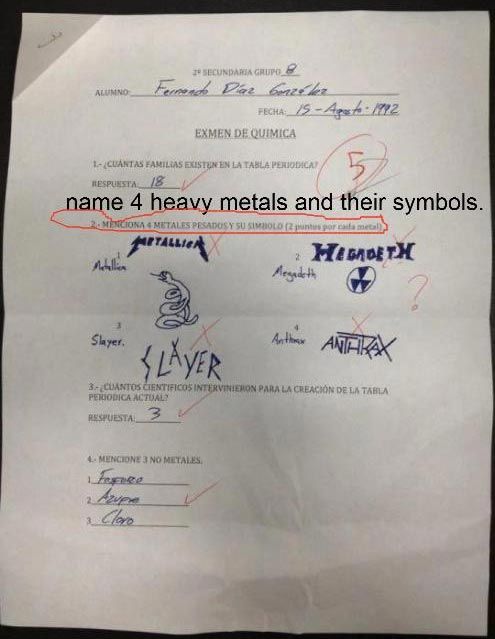 2º SECUNDARIA GRUPO B
ALUMNO: Fernando Díaz González
FECHA: 15-Agosto-1992
EXMEN DE QUIMICA
5
1.- ¿CUÁNTAS FAMILIAS EXISTEN EN LA TABLA PERIODICA?
RESPUESTA: 18
name 4 heavy metals and their symbols.
2.- MENCIONA 4 METALES PESADOS Y SU SIMBOLO (2 puntos por cada metal)
1 METALLICA
Metallica
2 MEGADETH
Megadeth
?
3
Slayer.
SLAYER
4
Anthrax ANTHRAX
3.- ¿CUÁNTOS CIENTIFICOS INTERVINIERON PARA LA CREACIÓN DE LA TABLA
PERIODICA ACTUAL?
RESPUESTA: 3
4.- MENCIONE 3 NO METALES.
1 Fosforo
2 Azufre
3 Cloro